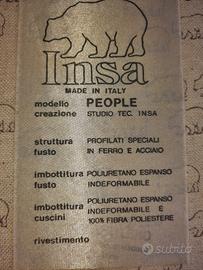 Insa
MADE IN ITALY
modello PEOPLE
creazione STUDIO TEC. INSA
struttura PROFILATI SPECIALI
fusto IN FERRO E ACCIAIO
imbottitura POLIURETANO ESPANSO
fusto INDEFORMABILE
imbottitura POLIURETANO ESPANSO
cuscini INDEFORMABILE E
100% FIBRA POLIESTERE
rivestimento
subito